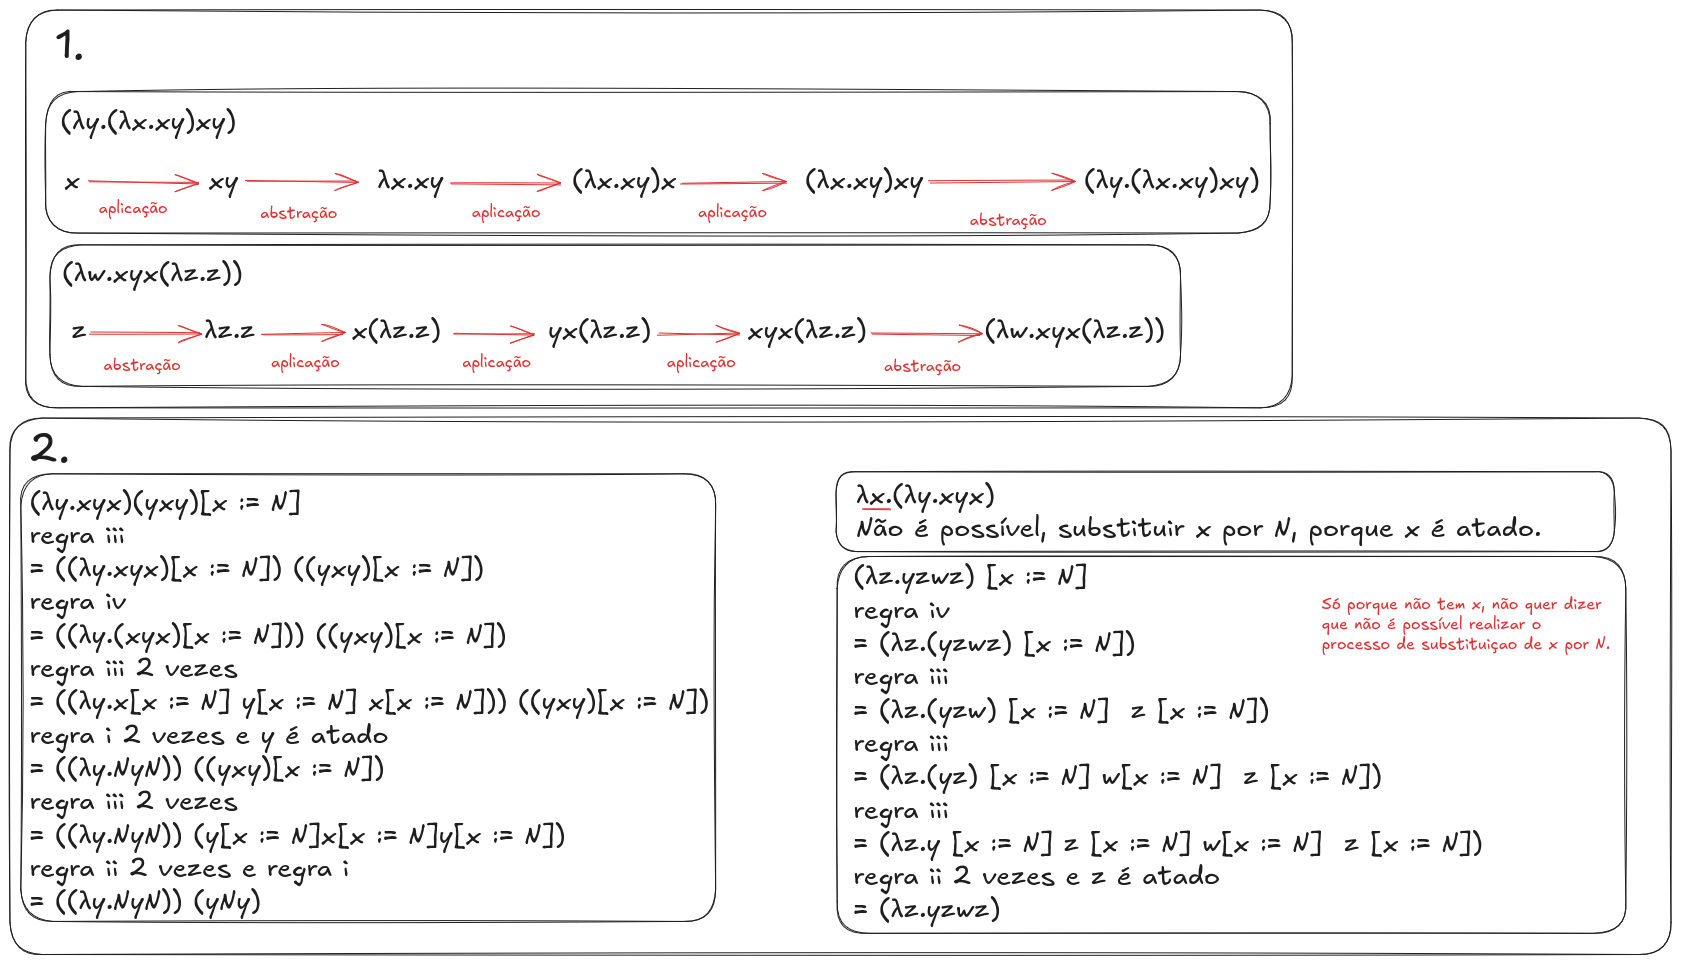 1.
(λy.(λx.xy)xy)
x xy λx.xy (λx.xy)x (λx.xy)xy (λy.(λx.xy)xy)
aplicação abstração aplicação aplicação abstração
(λw.xyx(λz.z))
z λz.z x(λz.z) yx(λz.z) xyx(λz.z) (λw.xyx(λz.z))
abstração aplicação aplicação aplicação abstração
2.
(λy.xyx)(yxy)[x := N]
regra iii
= ((λy.xyx)[x := N]) ((yxy)[x := N])
regra iv
= ((λy.(xyx)[x := N])) ((yxy)[x := N])
regra iii 2 vezes
= ((λy.x[x := N] y[x := N] x[x := N])) ((yxy)[x := N])
regra i 2 vezes e y é atado
= ((λy.NyN)) ((yxy)[x := N])
regra iii 2 vezes
= ((λy.NyN)) (y[x := N]x[x := N]y[x := N])
regra ii 2 vezes e regra i
= ((λy.NyN)) (yNy)
λx.(λy.xyx)
Não é possível, substituir x por N, porque x é atado.
(λz.yzwz) [x := N]
regra iv
= (λz.(yzwz) [x := N])
regra iii
= (λz.(yzw) [x := N] z [x := N])
regra iii
= (λz.(yz) [x := N] w[x := N] z [x := N])
regra iii
= (λz.y [x := N] z [x := N] w[x := N] z [x := N])
regra ii 2 vezes e z é atado
= (λz.yzwz)
Só porque não tem x, não quer dizer
que não é possível realizar o
processo de substituiçao de x por N.